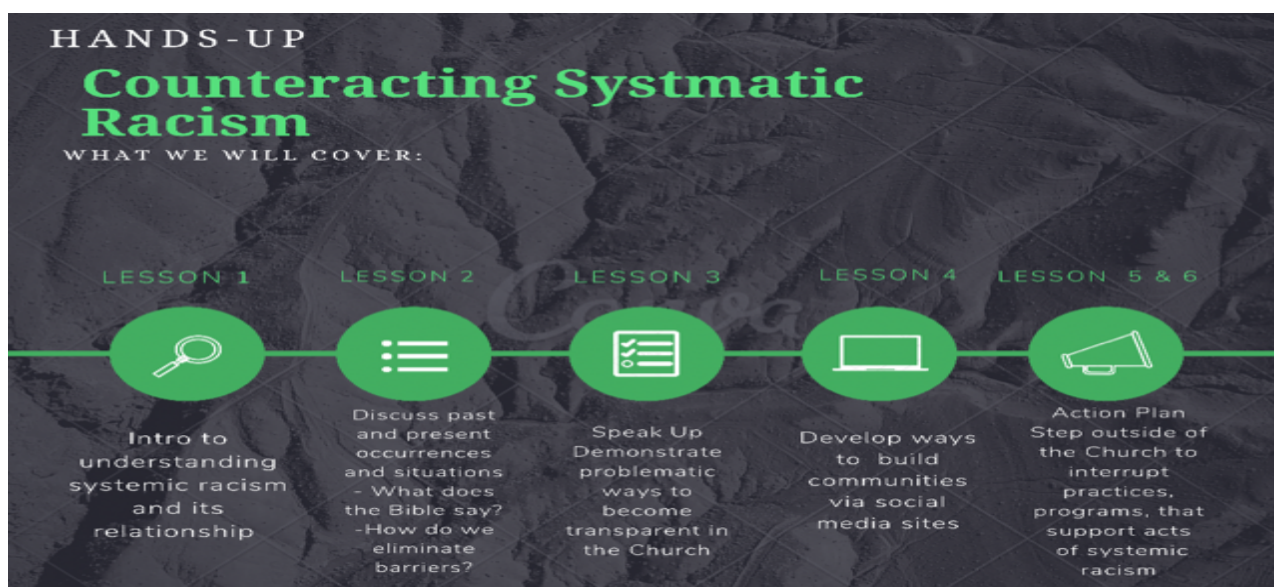 HANDS-UP
Counteracting Systmatic
Racism
WHAT WE WILL COVER:
LESSON 1
LESSON 2
LESSON 3
LESSON 4
LESSON 5 & 6
Canva
Intro to
understanding
systemic racism
and its
relationship
Discuss past
and present
occurrences
and situations
- What does
the Bible say?
-How do we
eliminate
barriers?
Speak Up
Demonstrate
problematic
ways to
become
transparent in
the Church
Develop ways
to build
communities
via social
media sites
Action Plan
Step outside of
the Church to
interrupt
practices,
programs, that
support acts
of systemic
racism